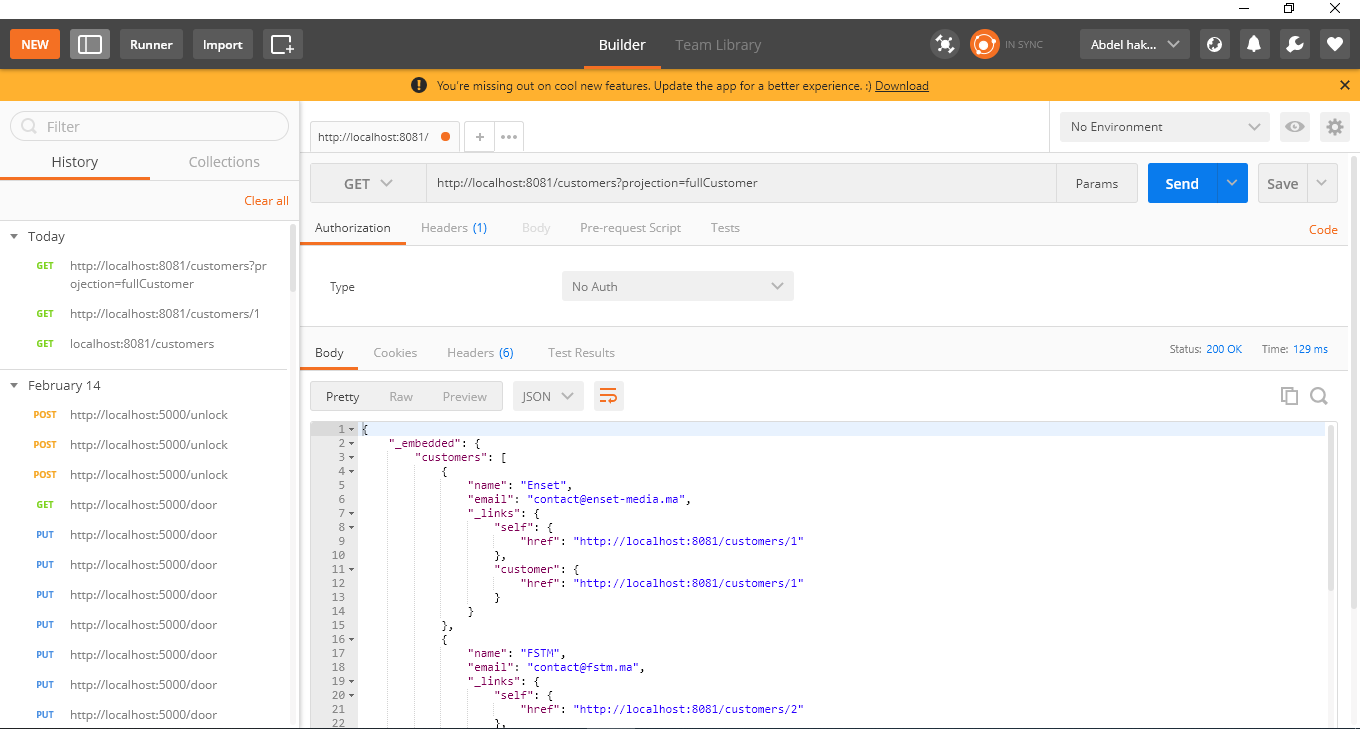 NEW Runner Import Builder Team Library IN SYNC Abdel hak...
You're missing out on cool new features. Update the app for a better experience. :) Download
Filter
History Collections
Clear all
Today
GET http://localhost:8081/customers?pr
ojection=fullCustomer
GET http://localhost:8081/customers/1
GET localhost:8081/customers
February 14
POST http://localhost:5000/unlock
POST http://localhost:5000/unlock
POST http://localhost:5000/unlock
GET http://localhost:5000/door
PUT http://localhost:5000/door
PUT http://localhost:5000/door
PUT http://localhost:5000/door
PUT http://localhost:5000/door
PUT http://localhost:5000/door
PUT http://localhost:5000/door
PUT http://localhost:5000/door
http://localhost:8081/ + ••• No Environment
GET http://localhost:8081/customers?projection=fullCustomer Params Send Save
Authorization Headers (1) Body Pre-request Script Tests Code
Type No Auth
Body Cookies Headers (6) Test Results Status: 200 OK Time: 129 ms
Pretty Raw Preview JSON
1 {
2 "_embedded": {
3 "customers": [
4 {
5 "name": "Enset",
6 "email": "contact@enset-media.ma",
7 "_links": {
8 "self": {
9 "href": "http://localhost:8081/customers/1"
10 },
11 "customer": {
12 "href": "http://localhost:8081/customers/1"
13 }
14 }
15 },
16 {
17 "name": "FSTM",
18 "email": "contact@fstm.ma",
19 "_links": {
20 "self": {
21 "href": "http://localhost:8081/customers/2"
22 },